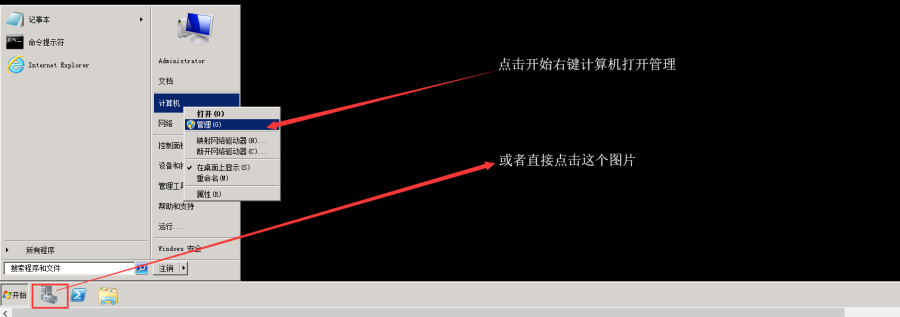 记事本
命令提示符
Internet Explorer
所有程序
搜索程序和文件
Administrator
文档
计算机
网络
控制面板
设备和
管理工具
帮助和支持
运行...
Windows 安全
注销
打开(O)
管理(G)
映射网络驱动器(N)...
断开网络驱动器(C)...
在桌面上显示(S)
重命名(M)
属性(R)
点击开始右键计算机打开管理
或者直接点击这个图片
开始